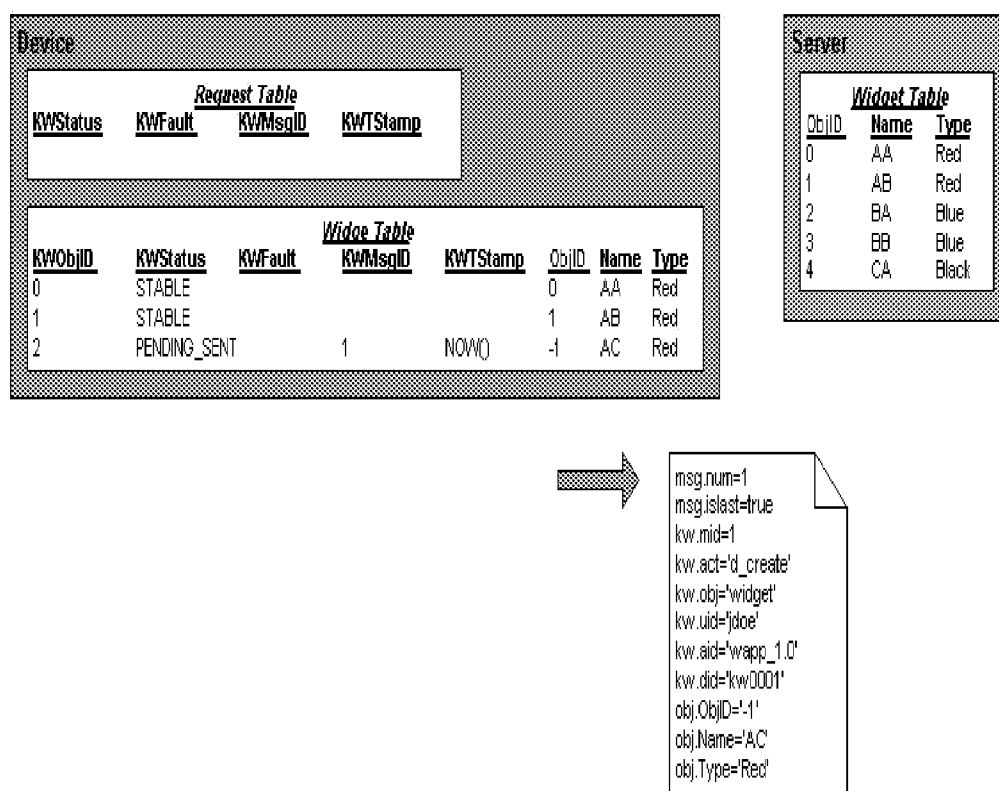 Device
Request Table
KWStatus KWFault KWMsgID KWTStamp
Widge Table
KWObjID KWStatus KWFault KWMsgID KWTStamp ObjID Name Type
0 STABLE 0 AA Red
1 STABLE 1 AB Red
2 PENDING_SENT 1 NOW() -1 AC Red
Server
Widget Table
ObjID Name Type
0 AA Red
1 AB Red
2 BA Blue
3 BB Blue
4 CA Black
msg.num=1
msg.islast=true
kw.mid=1
kw.act='d_create'
kw.obj='widget'
kw.uid='jdoe'
kw.aid='wapp_1.0'
kw.did='kw0001'
obj.ObjID='-1'
obj.Name='AC'
obj.Type='Red'